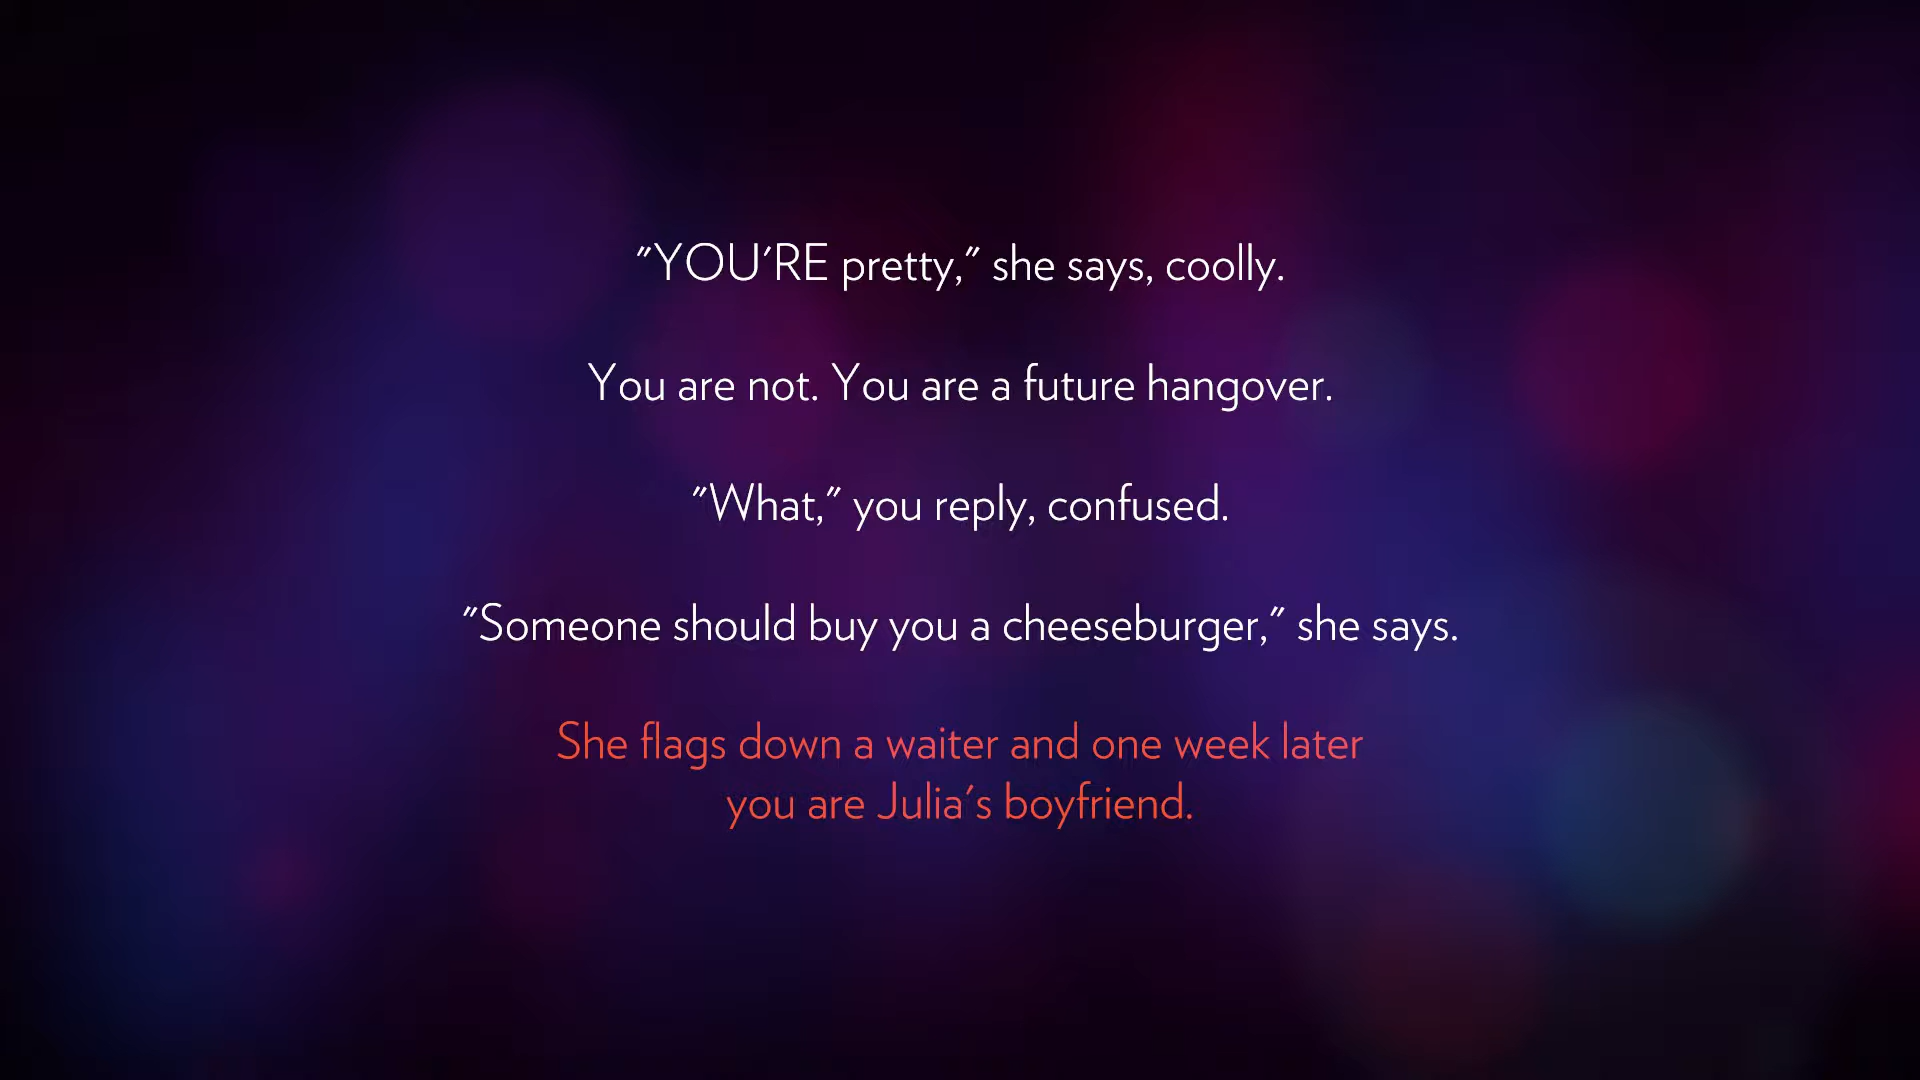 "YOU'RE pretty," she says, coolly.
You are not. You are a future hangover.
"What," you reply, confused.
"Someone should buy you a cheeseburger," she says.
She flags down a waiter and one week later
you are Julia's boyfriend.